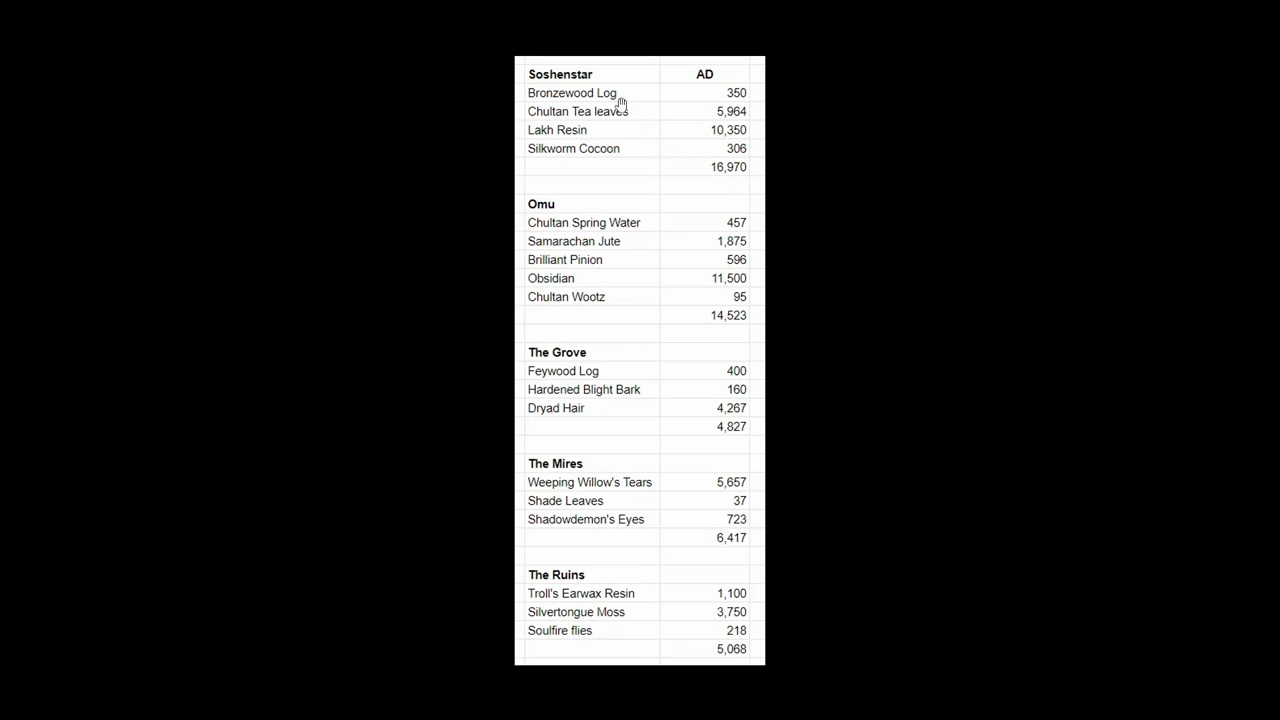 Soshenstar AD
Bronzewood Log 350
Chultan Tea leaves 5,964
Lakh Resin 10,350
Silkworm Cocoon 306
16,970
Omu
Chultan Spring Water 457
Samarachan Jute 1,875
Brilliant Pinion 596
Obsidian 11,500
Chultan Wootz 95
14,523
The Grove
Feywood Log 400
Hardened Blight Bark 160
Dryad Hair 4,267
4,827
The Mires
Weeping Willow's Tears 5,657
Shade Leaves 37
Shadowdemon's Eyes 723
6,417
The Ruins
Troll's Earwax Resin 1,100
Silvertongue Moss 3,750
Soulfire flies 218
5,068